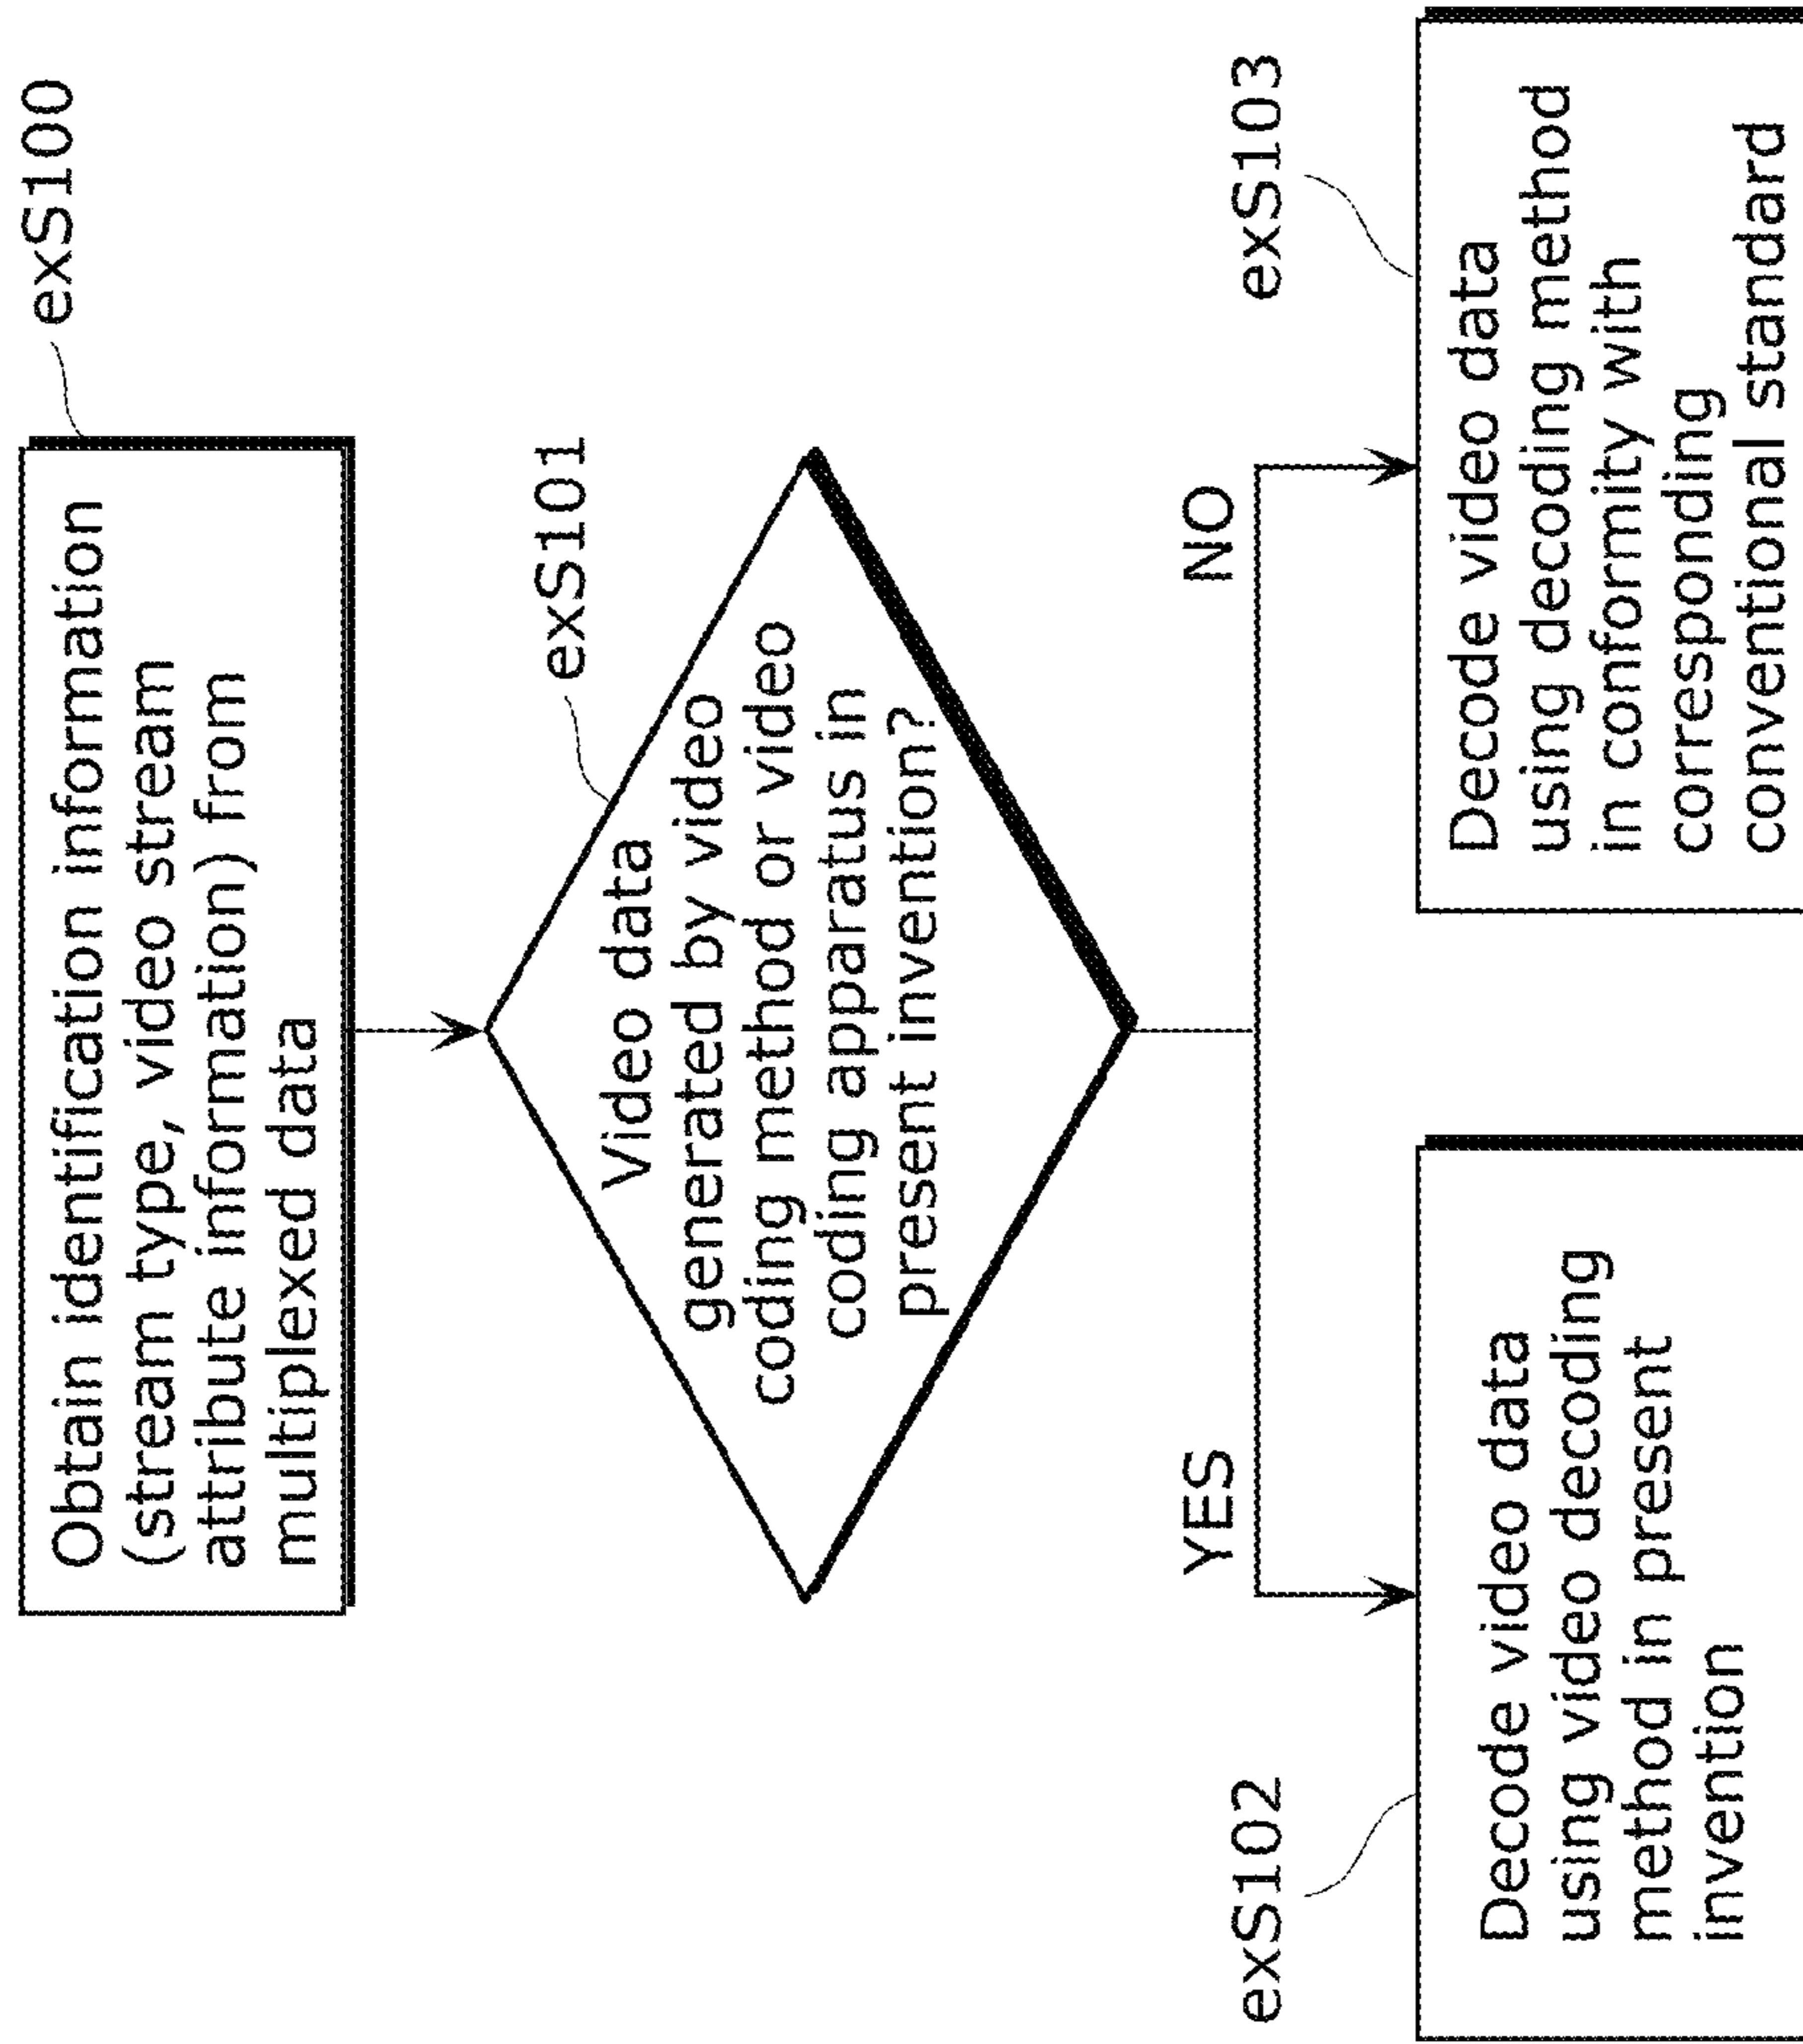 exS100
Obtain identification information
(stream type, video stream
attribute information) from
multiplexed data
exS101
Video data
generated by video
coding method or video
coding apparatus in
present invention?
YES
NO
exS102
Decode video data
using video decoding
method in present
invention
exS103
Decode video data
using decoding method
in conformity with
corresponding
conventional standard